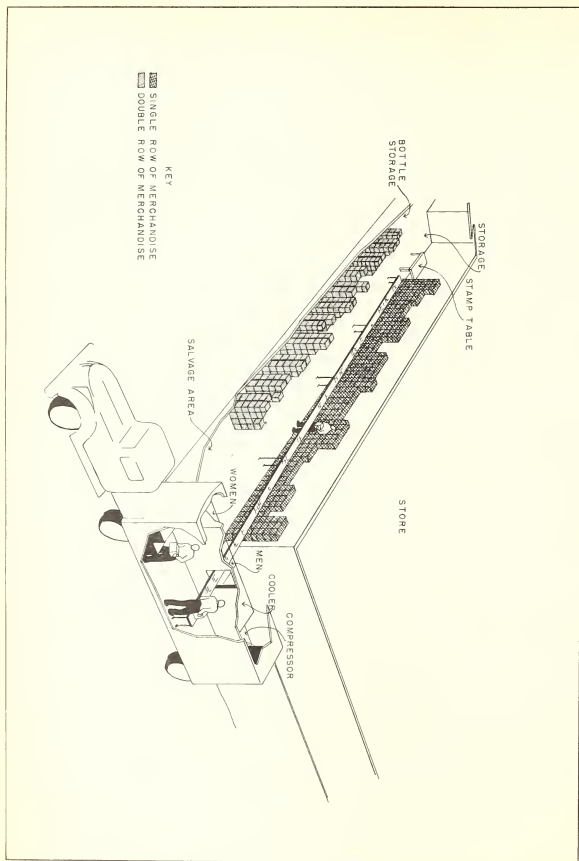 STORAGE
STAMP TABLE
BOTTLE
STORAGE
STORE
SALVAGE AREA
WOMEN
MEN
COOLER
COMPRESSOR
KEY
SINGLE ROW OF MERCHANDISE
DOUBLE ROW OF MERCHANDISE